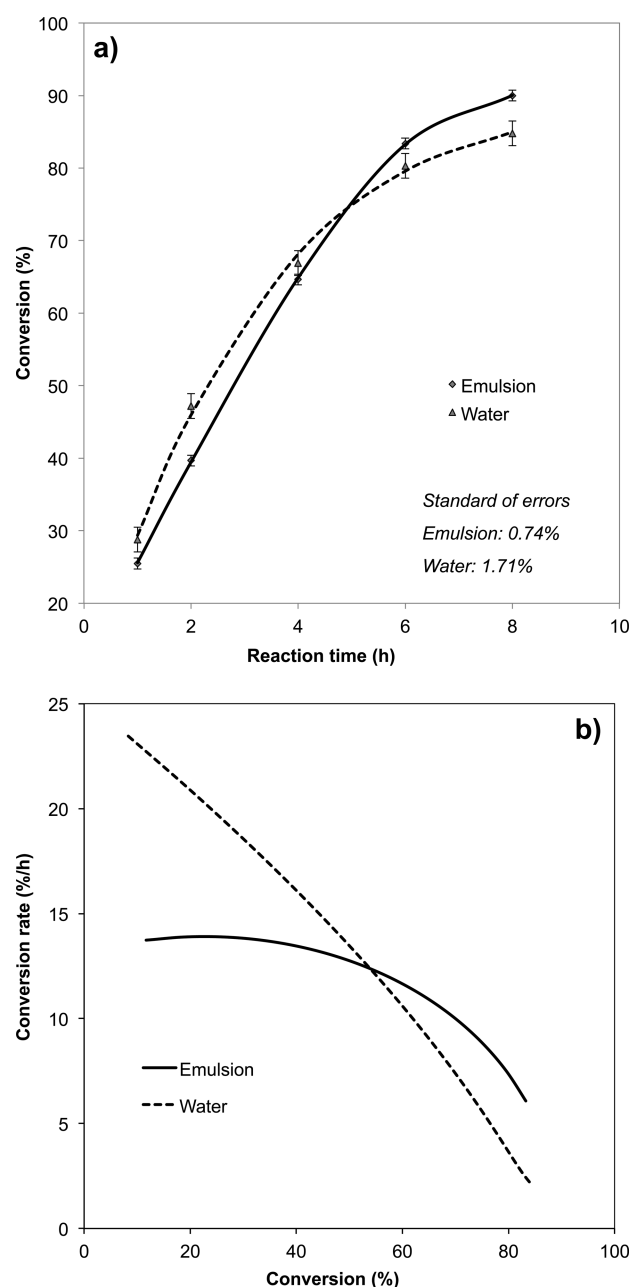 a)
100
90
80
70
60
50
40
30
20
Conversion (%)
Emulsion
Water
Standard of errors
Emulsion: 0.74%
Water: 1.71%
0 2 4 6 8 10
Reaction time (h)
b)
25
20
15
10
5
0
Conversion rate (%/h)
Emulsion
Water
0 20 40 60 80 100
Conversion (%)